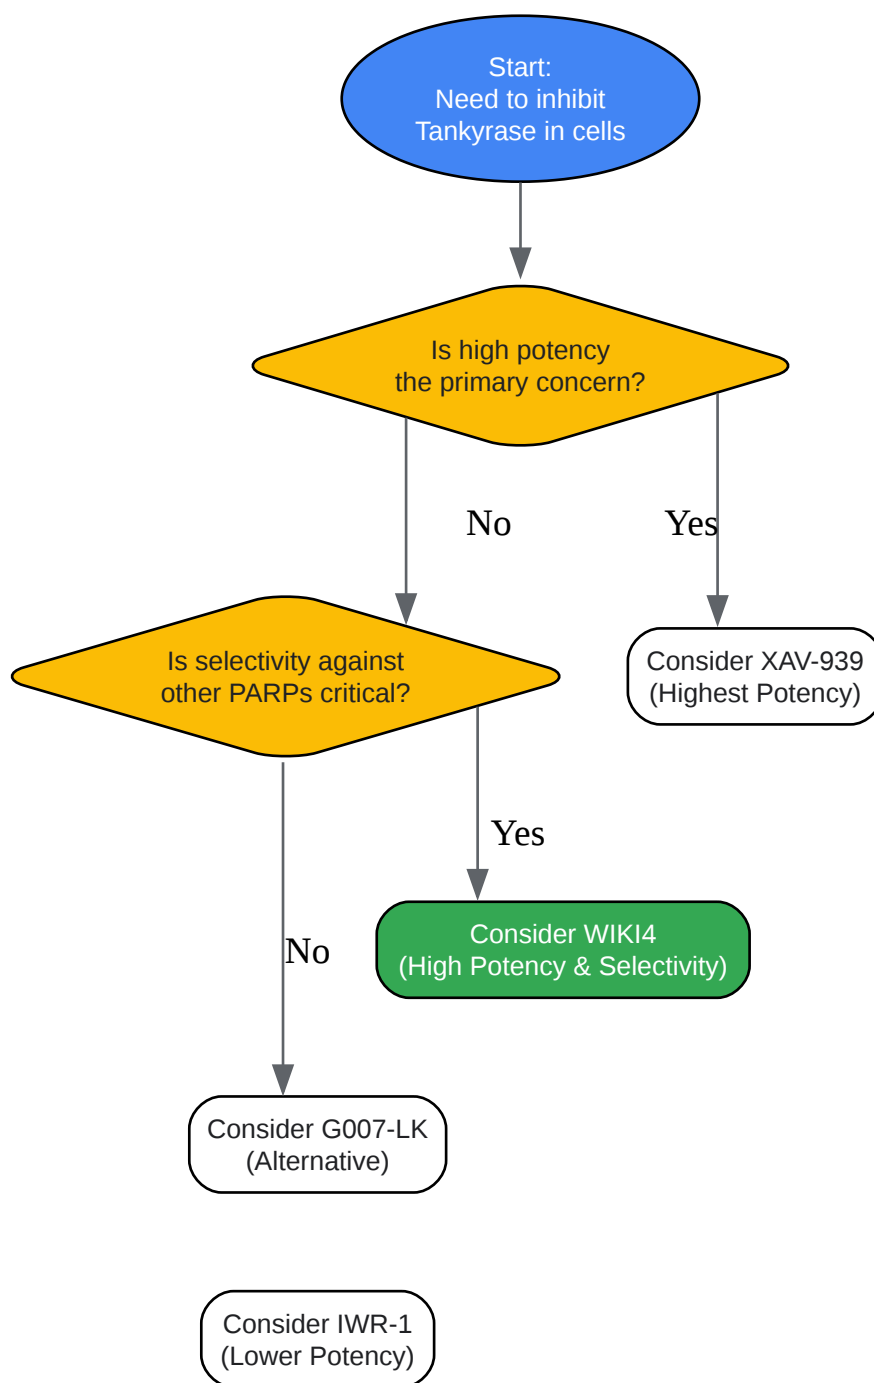 Start:
Need to inhibit
Tankyrase in cells
Is high potency
the primary concern?
No
Yes
Is selectivity against
other PARPs critical?
Consider XAV-939
(Highest Potency)
Yes
Consider WIKI4
(High Potency & Selectivity)
No
Consider G007-LK
(Alternative)
Consider IWR-1
(Lower Potency)